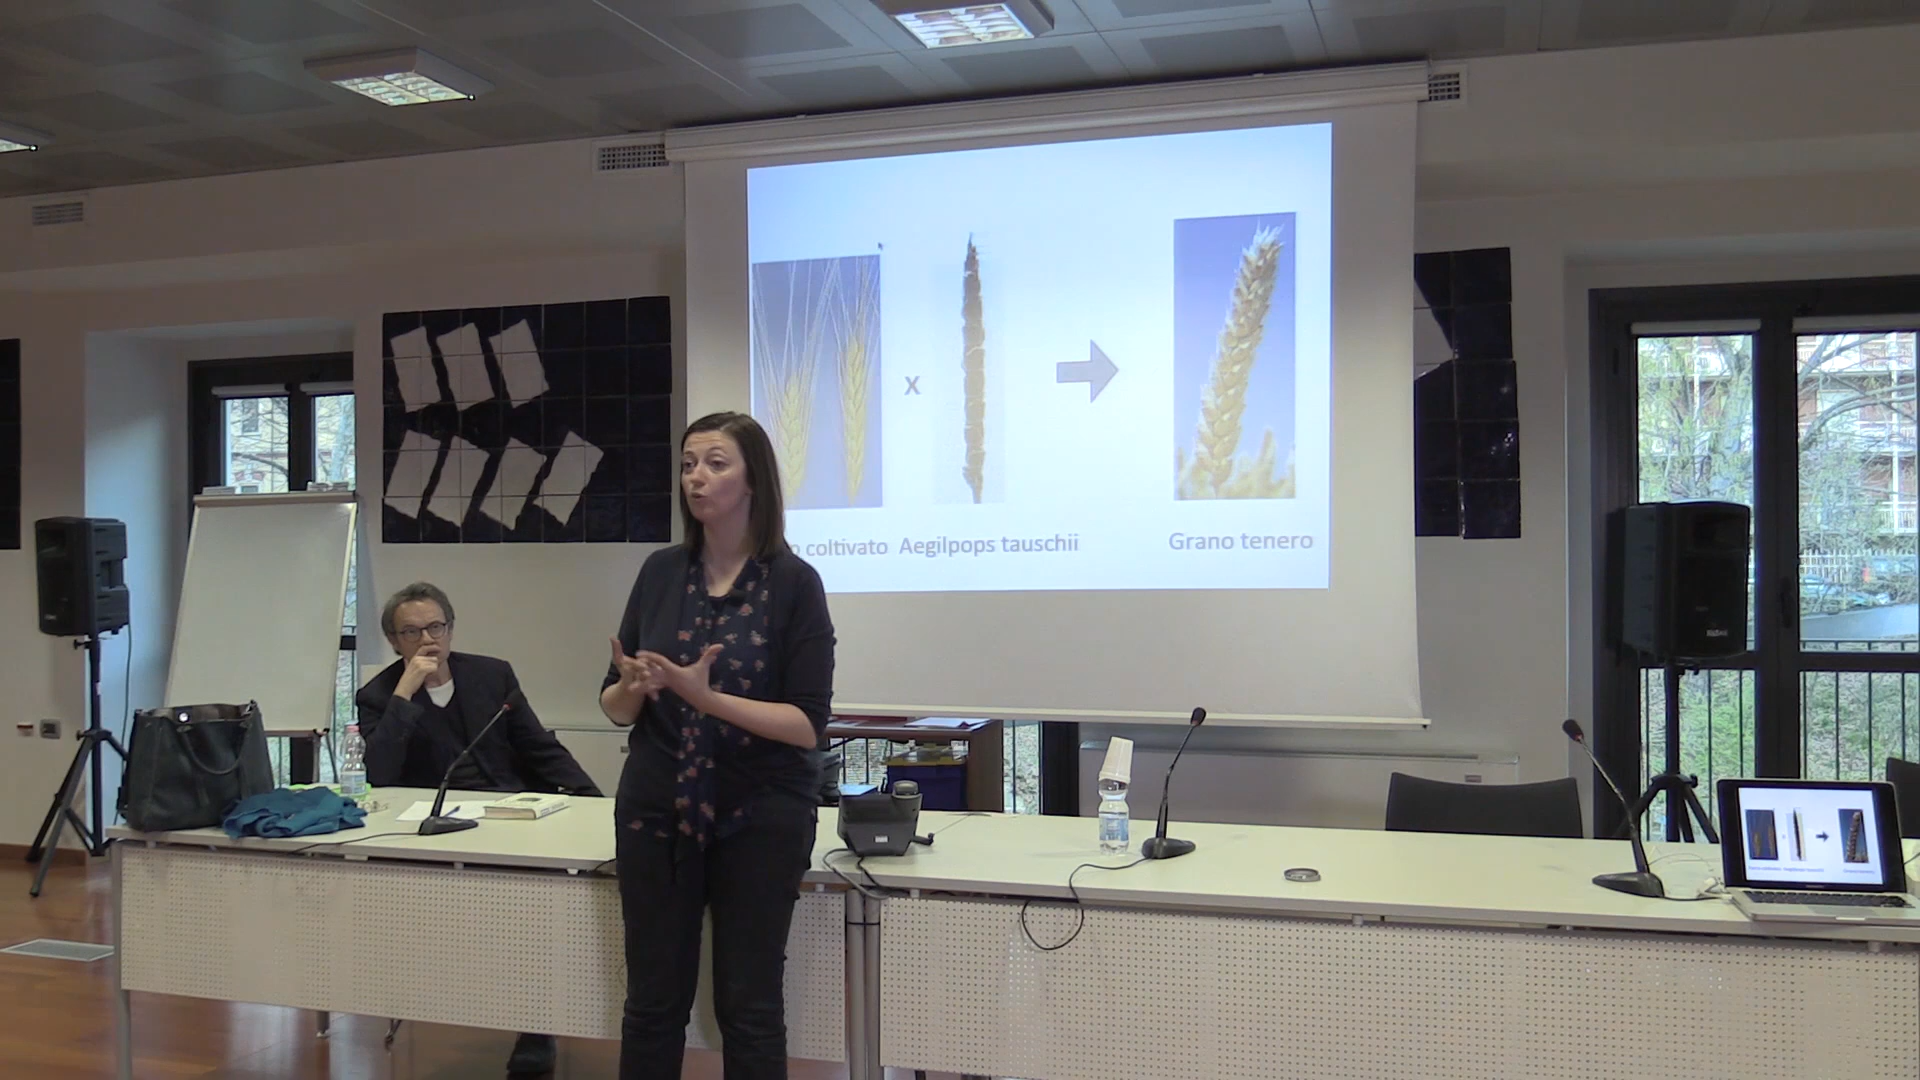 x
coltivato Aegilpops tauschii
Grano tenero